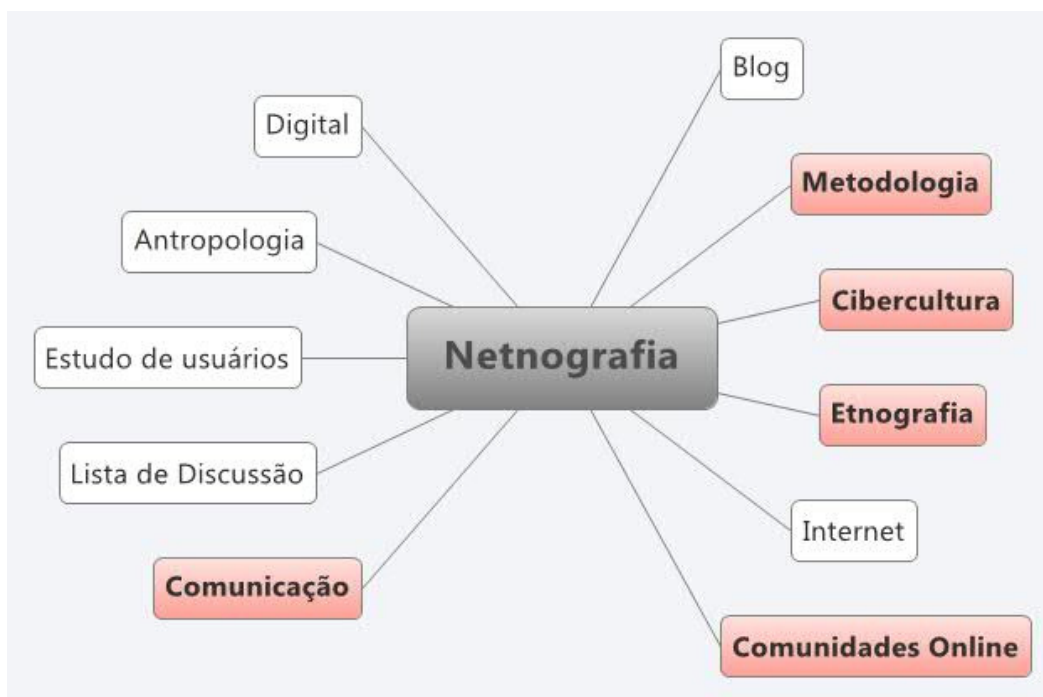 Blog
Digital
Metodologia
Antropologia
Cibercultura
Netnografia
Estudo de usuários
Etnografia
Lista de Discussão
Internet
Comunicação
Comunidades Online